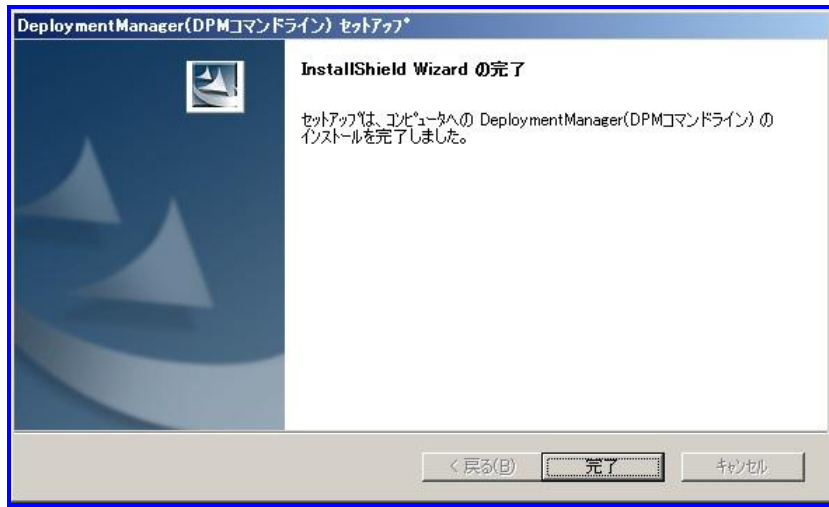 DeploymentManager(DPMコマンドライン) ｾｯﾄｱｯﾌﾟ
InstallShield Wizard の完了
ｾｯﾄｱｯﾌﾟは、ｺﾝﾋﾟｭｰﾀへの DeploymentManager(DPMコマンドライン) の
ｲﾝｽﾄｰﾙを完了しました。
< 戻る(B)
完了
ｷｬﾝｾﾙ